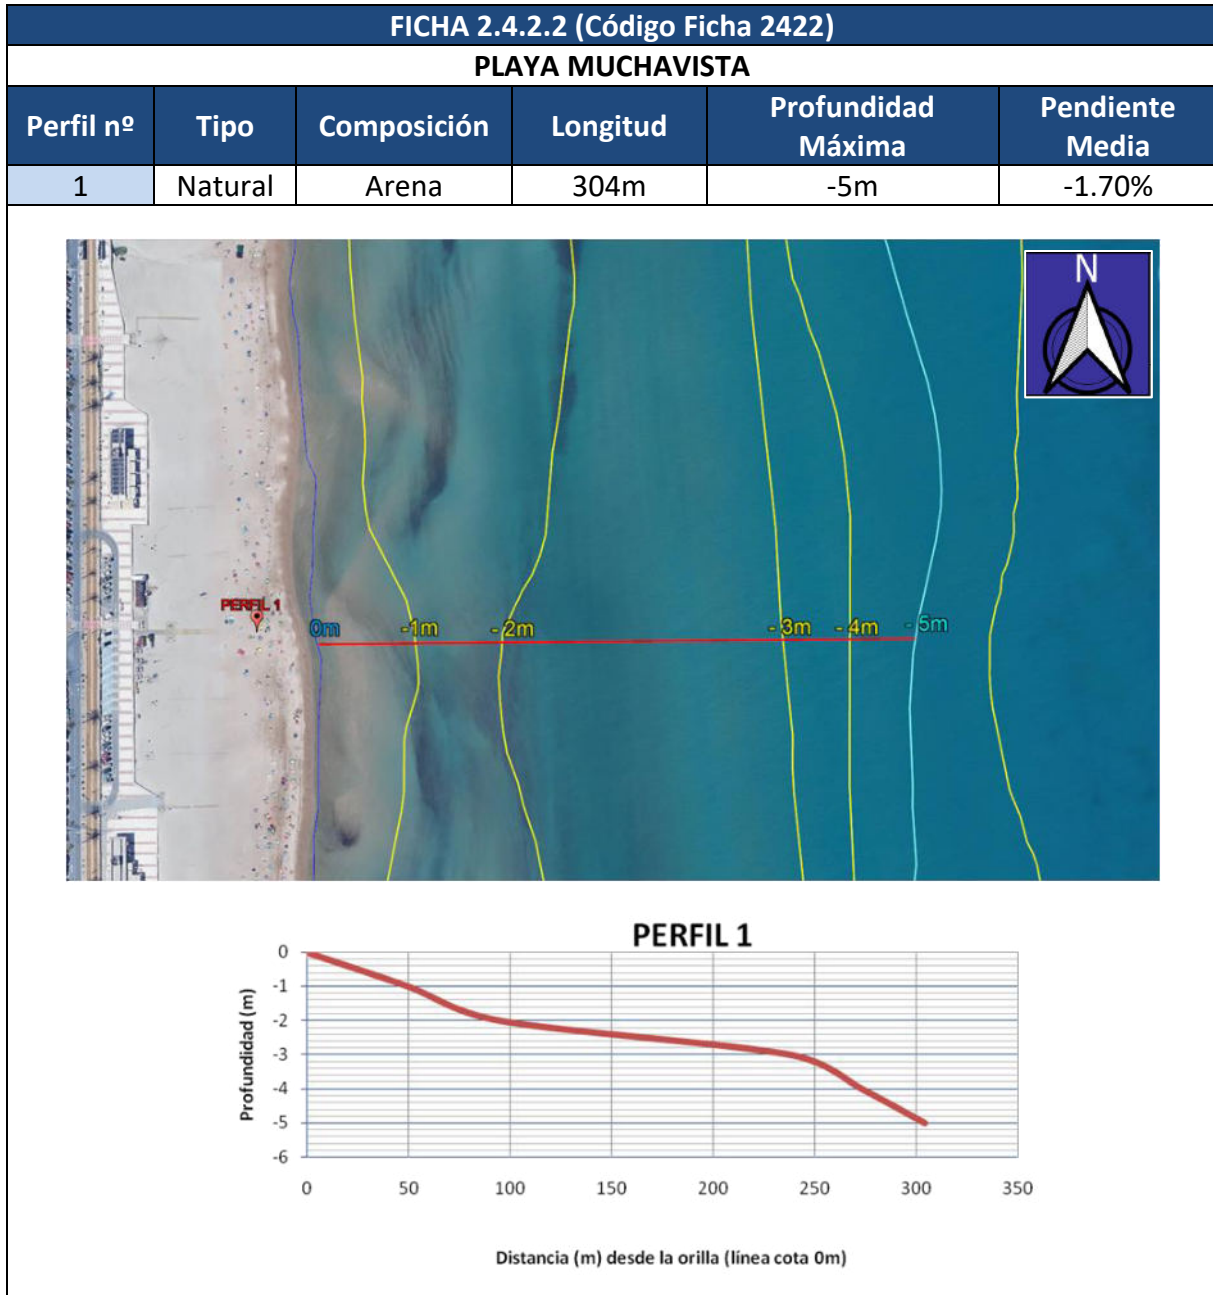 FICHA 2.4.2.2 (Código Ficha 2422)
PLAYA MUCHAVISTA
Perfil nº Tipo Composición Longitud Profundidad Máxima Pendiente Media
1 Natural Arena 304m -5m -1.70%
N
PERFIL 1
0m -1m - 2m - 3m - 4m - 5m
PERFIL 1
Profundidad (m)
0
-1
-2
-3
-4
-5
-6
0 50 100 150 200 250 300 350
Distancia (m) desde la orilla (línea cota 0m)